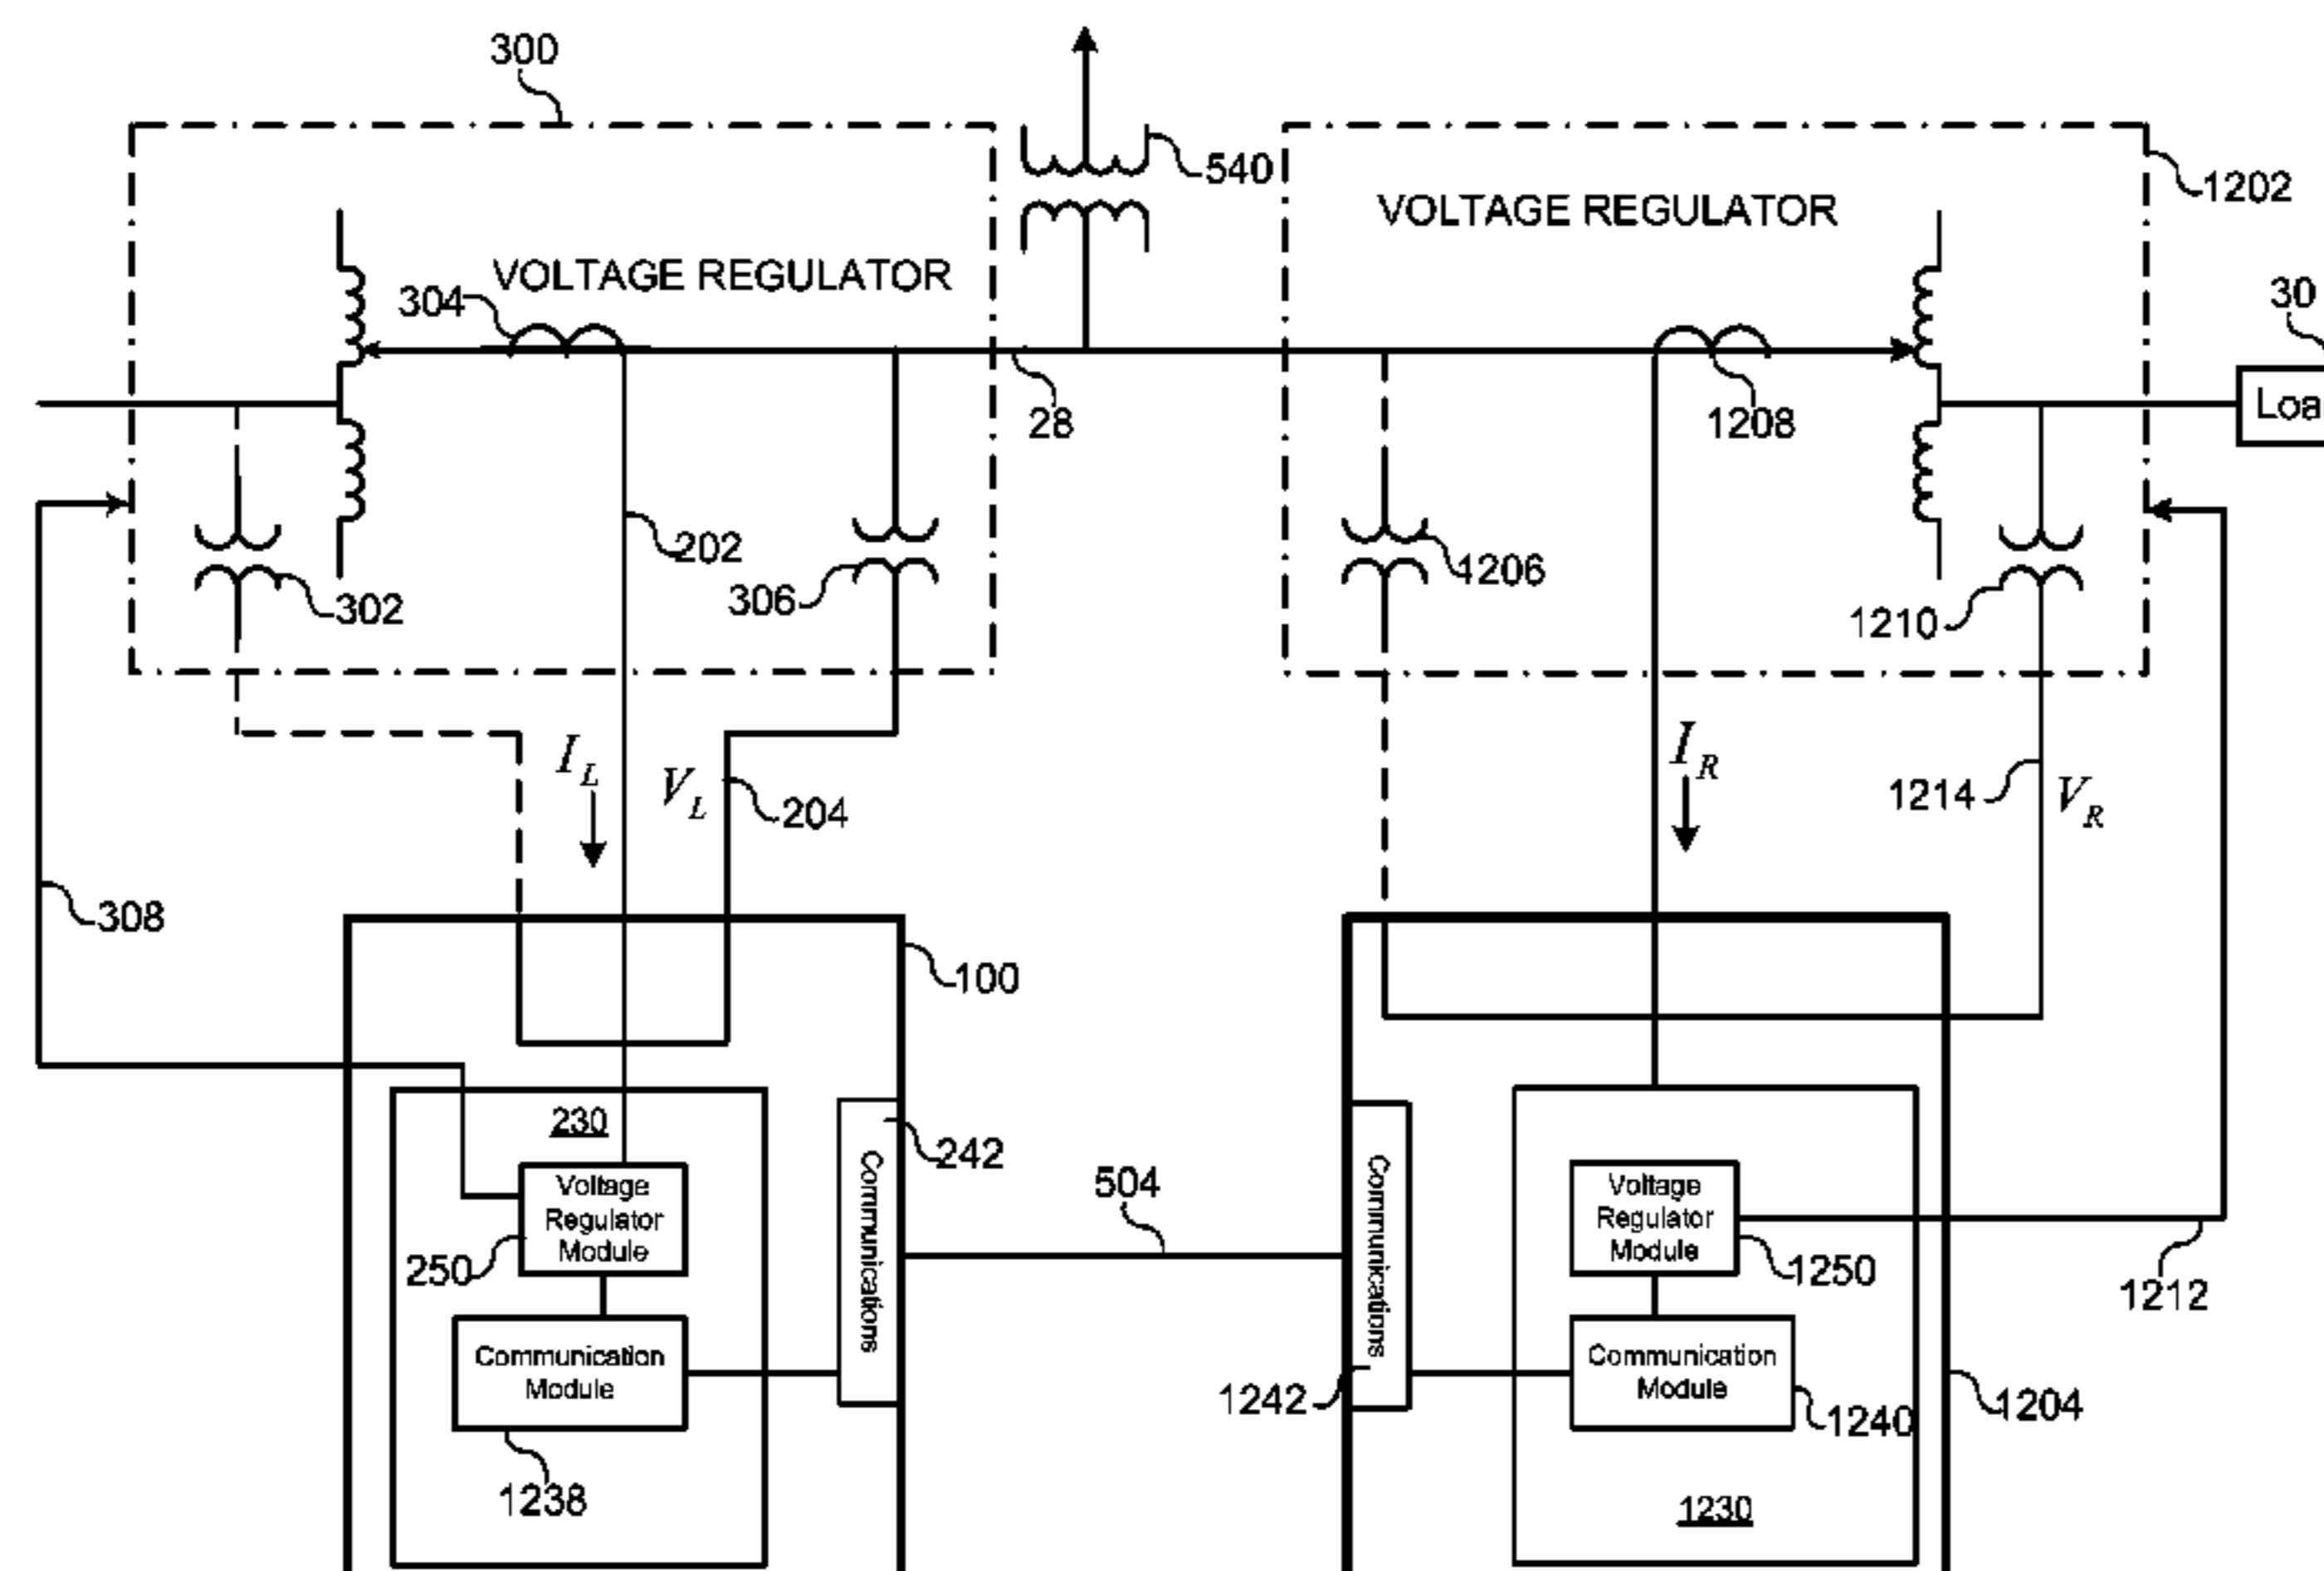 300
540
1202
VOLTAGE REGULATOR
VOLTAGE REGULATOR
304
30
28
1208
Loa
202
302
306
1206
1210
I_L
V_L
204
I_R
1214
V_R
308
100
230
242
Communications
504
Communications
Voltage
Regulator
Module
250
Voltage
Regulator
Module
1250
1212
Communication
Module
1238
1242
Communication
Module
1240
1204
1230